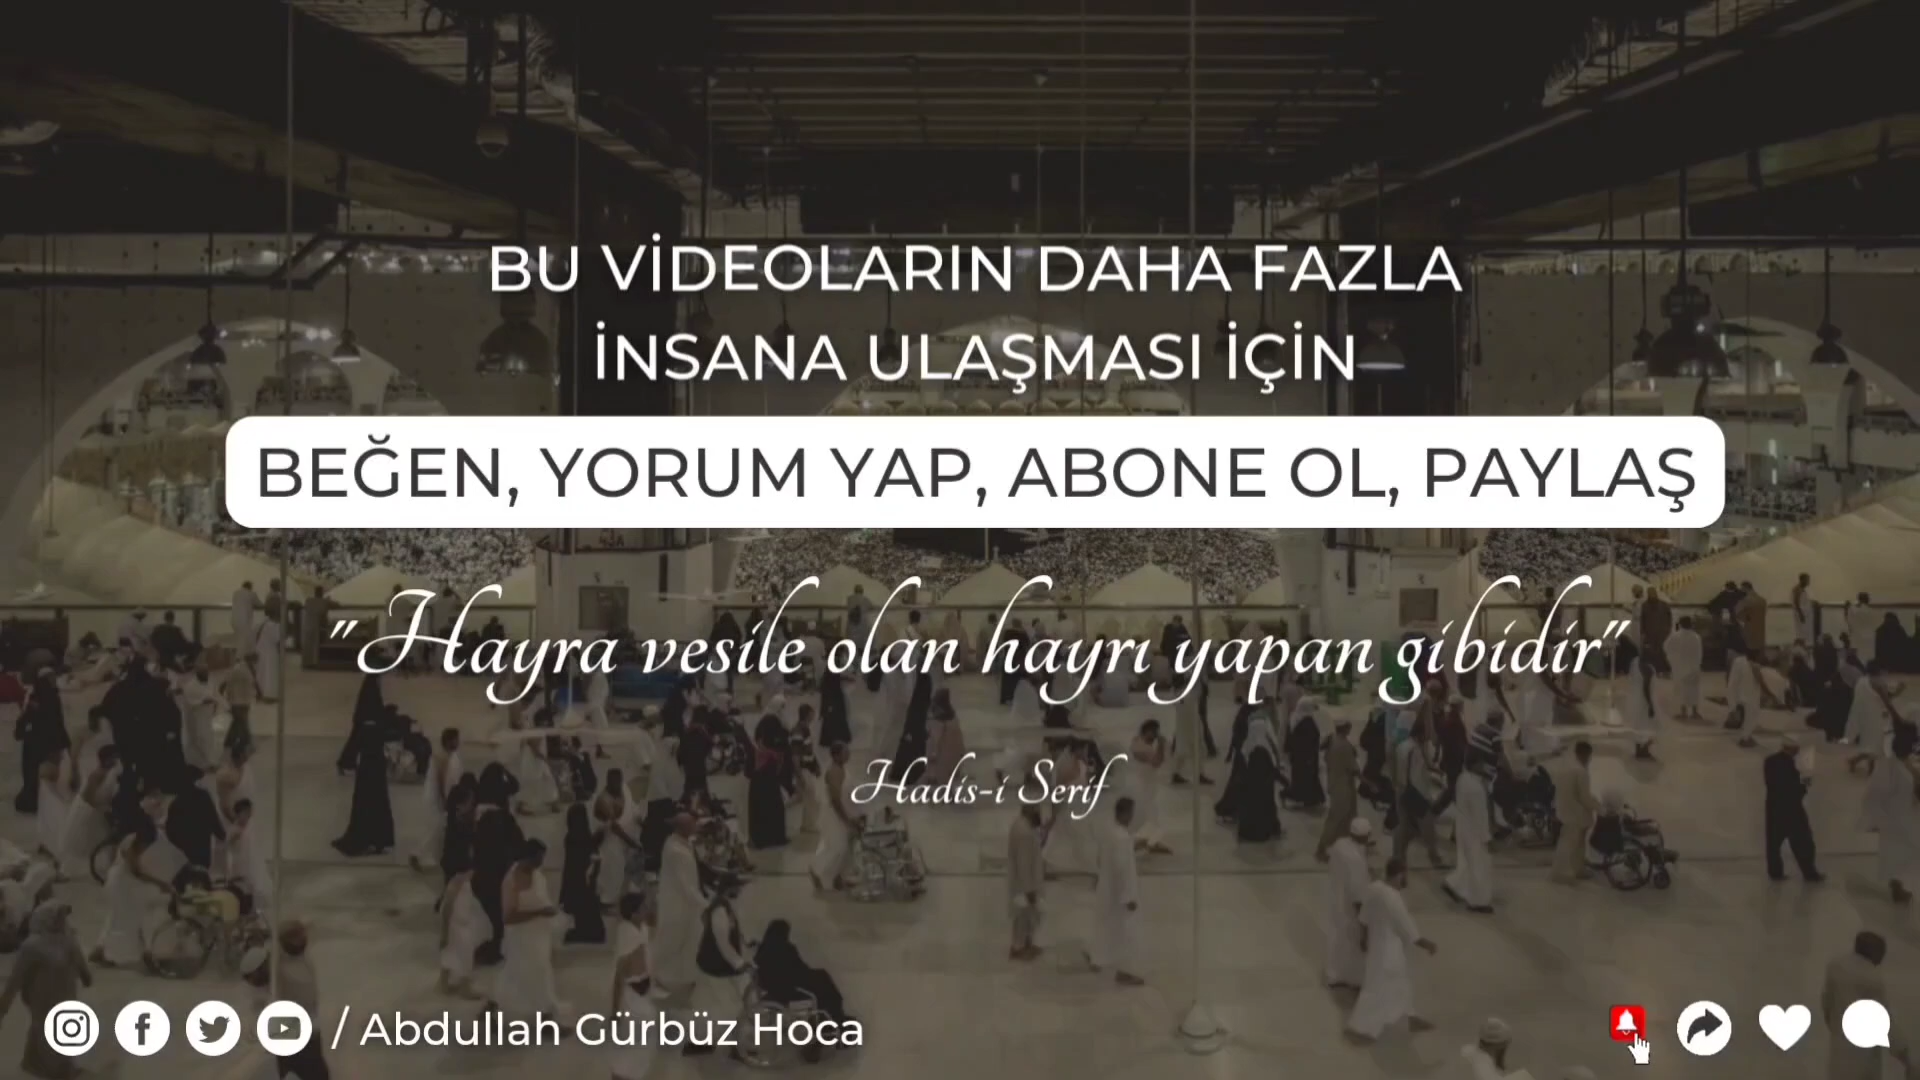 BU VİDEOLARIN DAHA FAZLA
İNSANA ULAŞMASI İÇİN
BEĞEN, YORUM YAP, ABONE OL, PAYLAŞ
"Hayra vesile olan hayrı yapan gibidir"
Hadis-i Serif
/ Abdullah Gürbüz Hoca